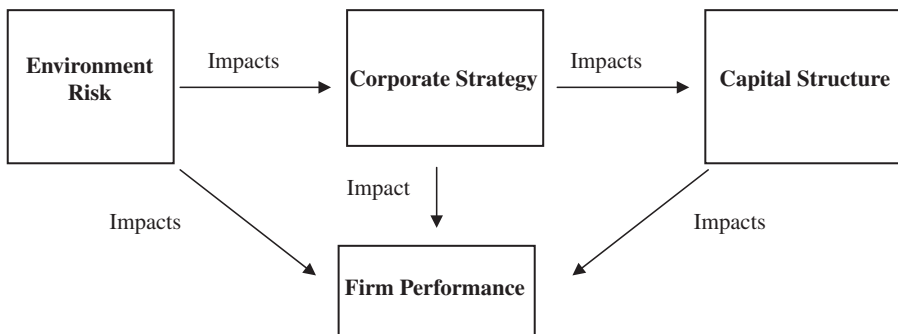 Environment
Risk
Impacts
Corporate Strategy
Impacts
Capital Structure
Impacts
Impact
Impacts
Firm Performance